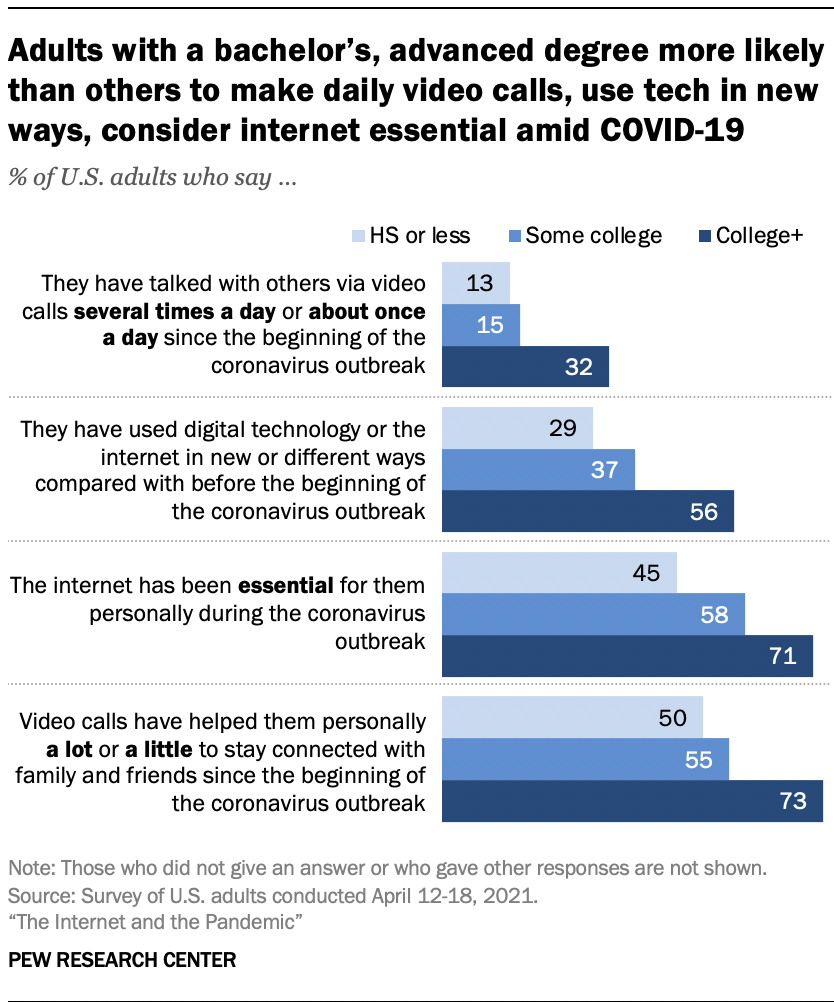 Adults with a bachelor’s, advanced degree more likely
than others to make daily video calls, use tech in new
ways, consider internet essential amid COVID-19
% of U.S. adults who say ...
HS or less Some college College+
They have talked with others via video
calls several times a day or about once
a day since the beginning of the
coronavirus outbreak
13
15
32
They have used digital technology or the
internet in new or different ways
compared with before the beginning of
the coronavirus outbreak
29
37
56
The internet has been essential for them
personally during the coronavirus
outbreak
45
58
71
Video calls have helped them personally
a lot or a little to stay connected with
family and friends since the beginning of
the coronavirus outbreak
50
55
73
Note: Those who did not give an answer or who gave other responses are not shown.
Source: Survey of U.S. adults conducted April 12-18, 2021.
“The Internet and the Pandemic”
PEW RESEARCH CENTER